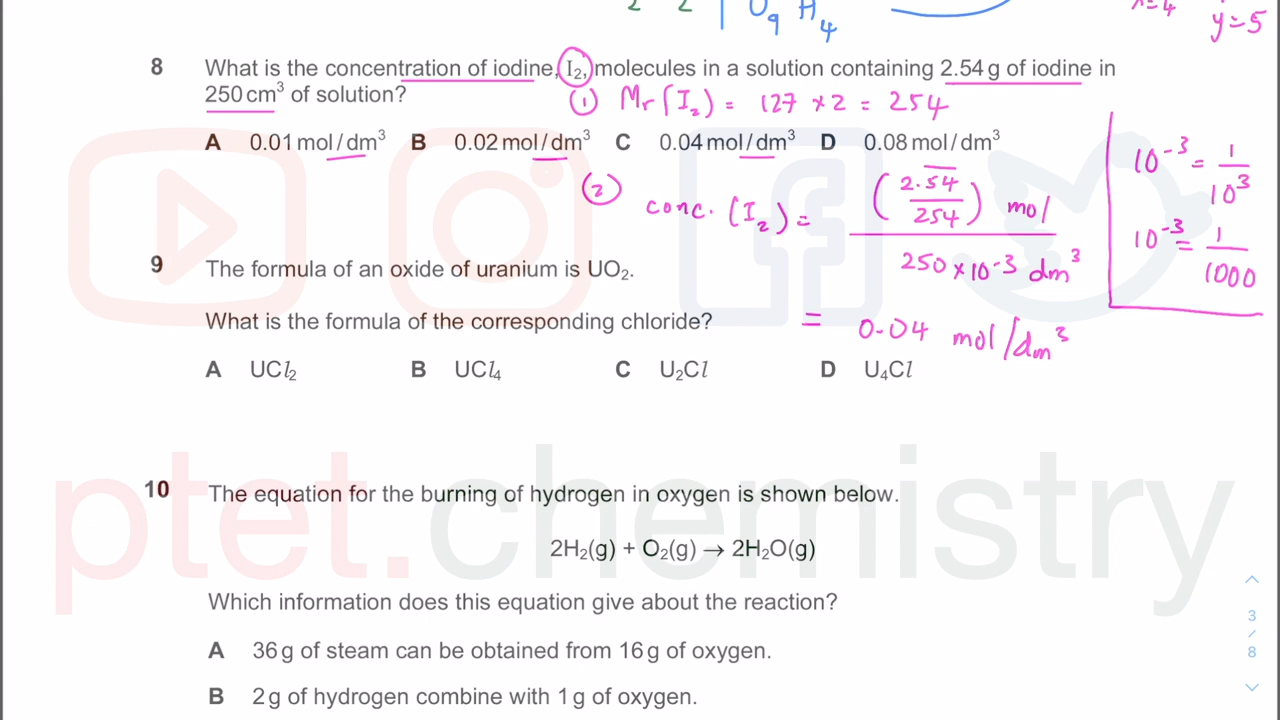 2 2 | O₉ H₄
x=4
y=5
8 What is the concentration of iodine, I₂, molecules in a solution containing 2.54 g of iodine in
250 cm³ of solution?
① Mr(I₂) = 127 × 2 = 254
A 0.01 mol/dm³ B 0.02 mol/dm³ C 0.04 mol/dm³ D 0.08 mol/dm³
② conc. (I₂) = (2.54/254) mol / 250 × 10⁻³ dm³
= 0.04 mol/dm³
10⁻³ = 1/10³
10⁻³ = 1/1000
9 The formula of an oxide of uranium is UO₂.
What is the formula of the corresponding chloride?
A UCl₂ B UCl₄ C U₂Cl D U₄Cl
ptet.chemistry
10 The equation for the burning of hydrogen in oxygen is shown below.
2H₂(g) + O₂(g) → 2H₂O(g)
Which information does this equation give about the reaction?
A 36 g of steam can be obtained from 16 g of oxygen.
B 2 g of hydrogen combine with 1 g of oxygen.
3
/
8